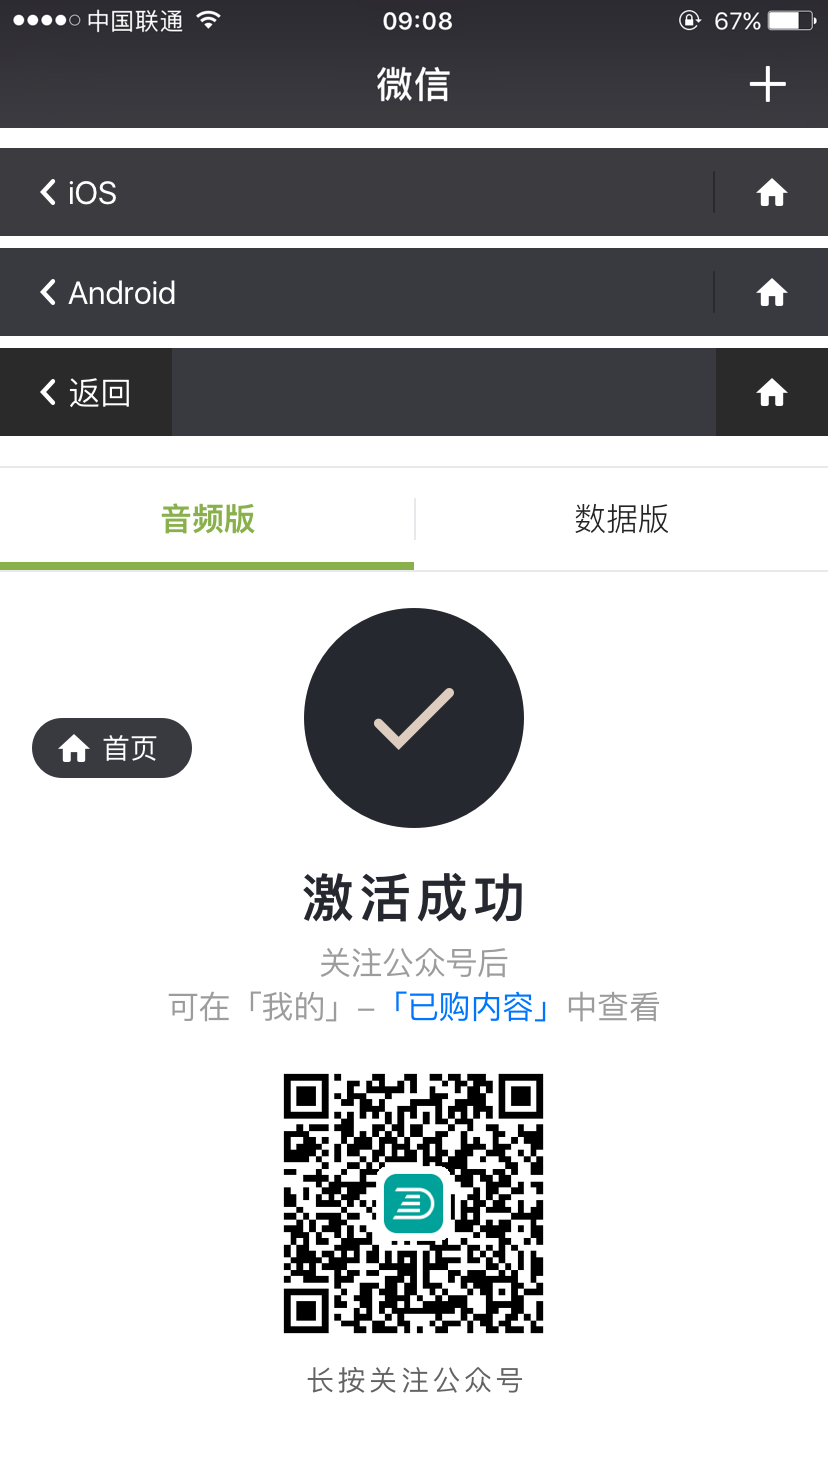 中国联通 09:08 67%
微信
iOS
Android
返回
音频版 数据版
首页
激活成功
关注公众号后
可在「我的」–「已购内容」中查看
长按关注公众号